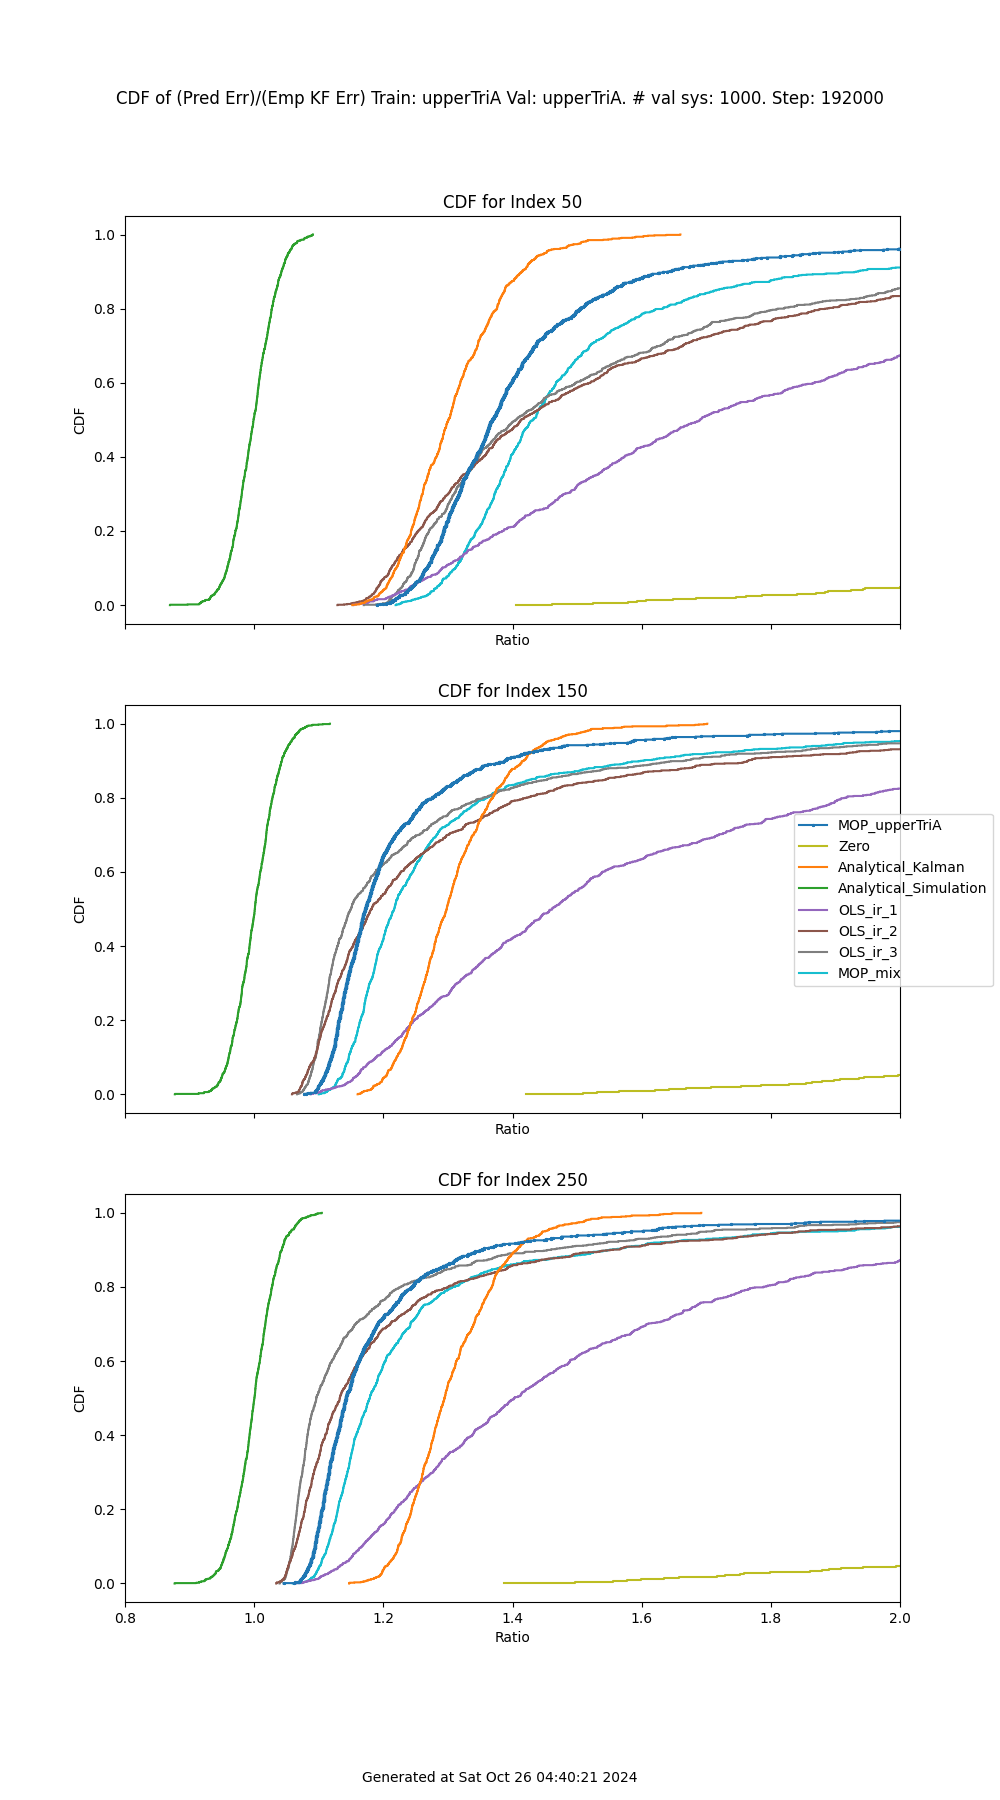 CDF of (Pred Err)/(Emp KF Err) Train: upperTriA Val: upperTriA. # val sys: 1000. Step: 192000
CDF for Index 50
1.0
0.8
0.6
0.4
0.2
0.0
CDF
Ratio
CDF for Index 150
1.0
0.8
0.6
0.4
0.2
0.0
CDF
Ratio
MOP_upperTriA
Zero
Analytical_Kalman
Analytical_Simulation
OLS_ir_1
OLS_ir_2
OLS_ir_3
MOP_mix
CDF for Index 250
1.0
0.8
0.6
0.4
0.2
0.0
CDF
0.8 1.0 1.2 1.4 1.6 1.8 2.0
Ratio
Generated at Sat Oct 26 04:40:21 2024